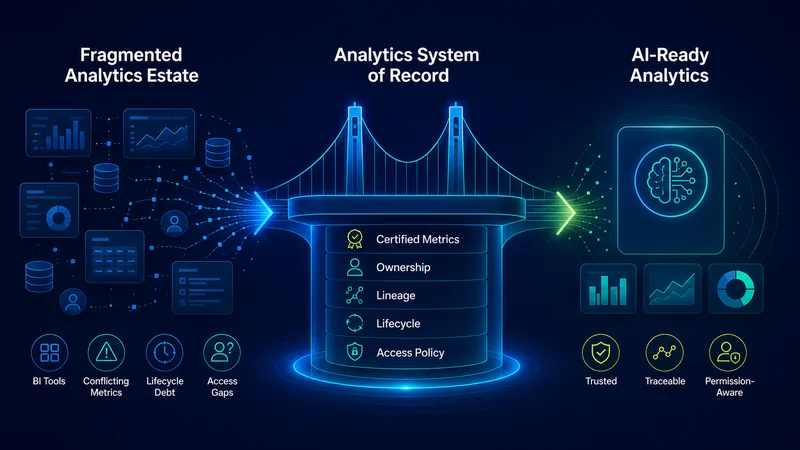 Fragmented
Analytics Estate
Analytics System
of Record
AI-Ready
Analytics
Certified Metrics
Ownership
Lineage
Lifecycle
Access Policy
BI Tools
Conflicting
Metrics
Lifecycle
Debt
Access
Gaps
Trusted
Traceable
Permission-
Aware